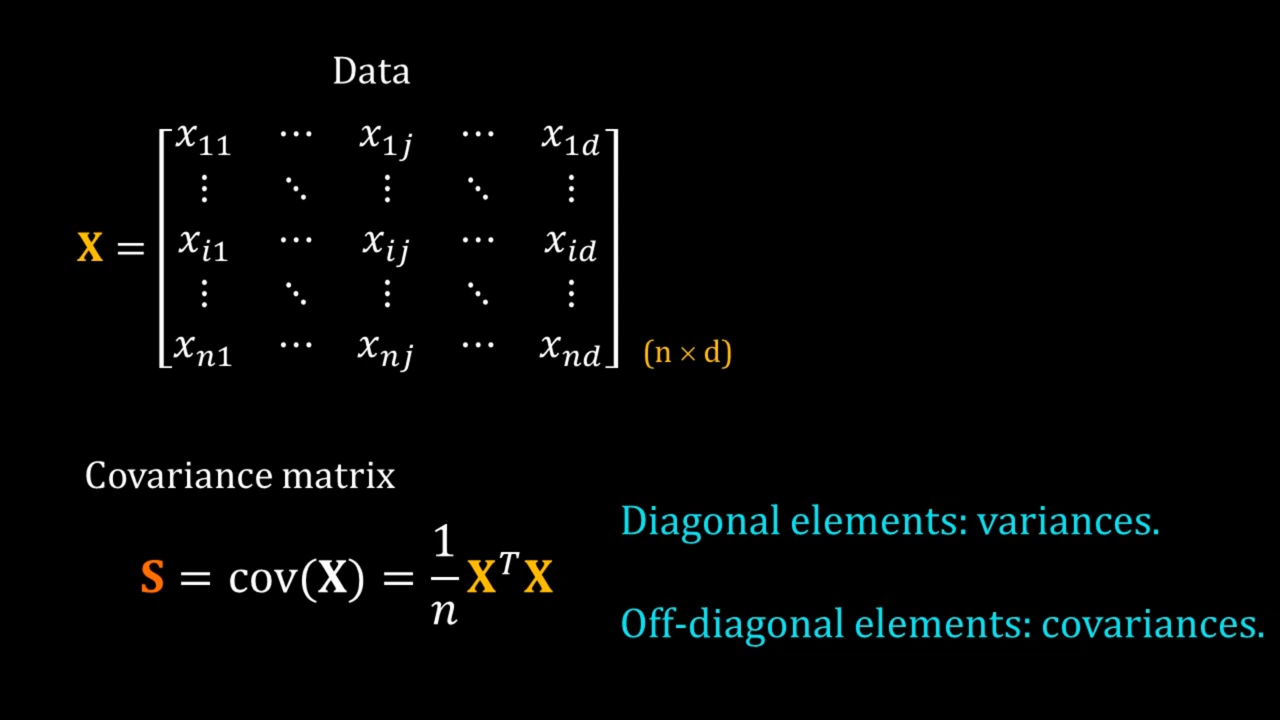 Data
X = [ x₁₁ ⋯ x₁ⱼ ⋯ x₁d
⋮ ⋱ ⋮ ⋱ ⋮
xᵢ₁ ⋯ xᵢⱼ ⋯ xid
⋮ ⋱ ⋮ ⋱ ⋮
xₙ₁ ⋯ xₙⱼ ⋯ xnd ] (n × d)
Covariance matrix
S = cov(X) = 1/n XᵀX
Diagonal elements: variances.
Off-diagonal elements: covariances.